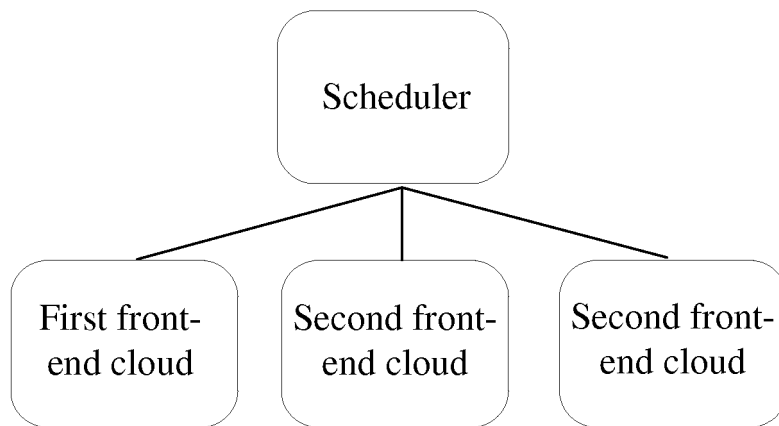 Scheduler
First front-
end cloud
Second front-
end cloud
Second front-
end cloud